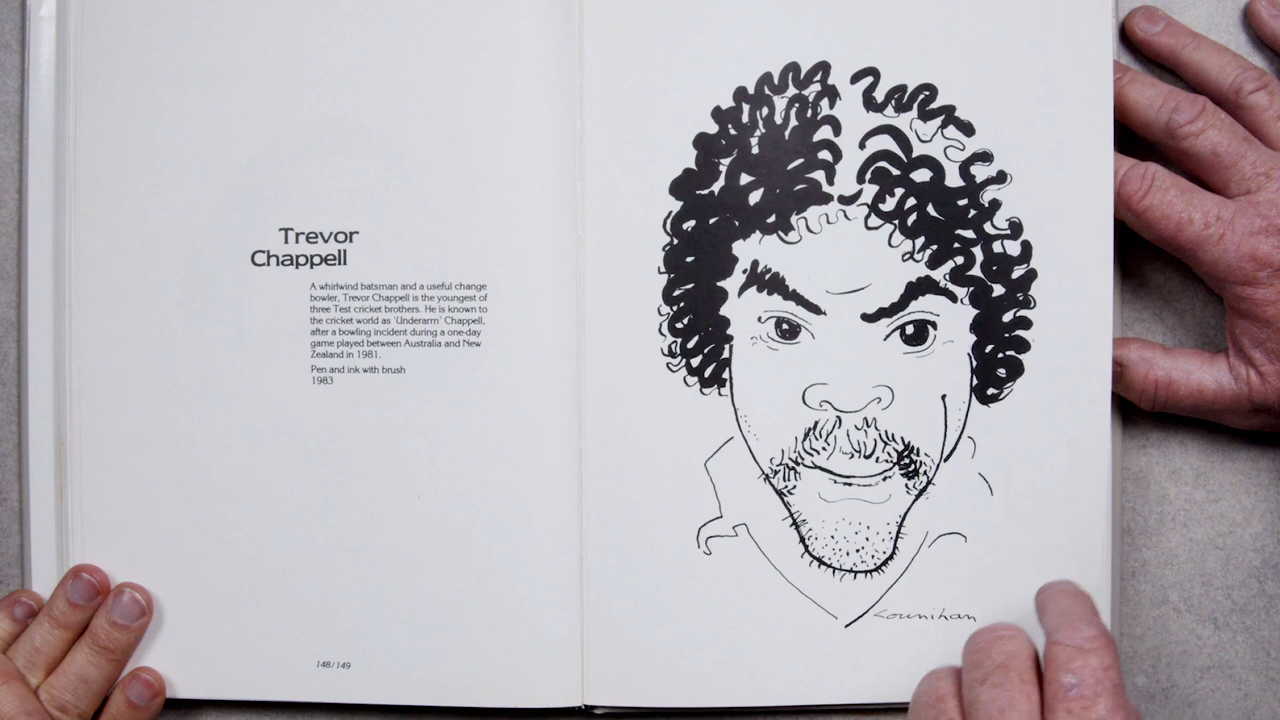 Trevor
Chappell
A whirlwind batsman and a useful change
bowler, Trevor Chappell is the youngest of
three Test cricket brothers. He is known to
the cricket world as 'Underarm' Chappell,
after a bowling incident during a one-day
game played between Australia and New
Zealand in 1981.
Pen and ink with brush
1983
148/149
Counihan